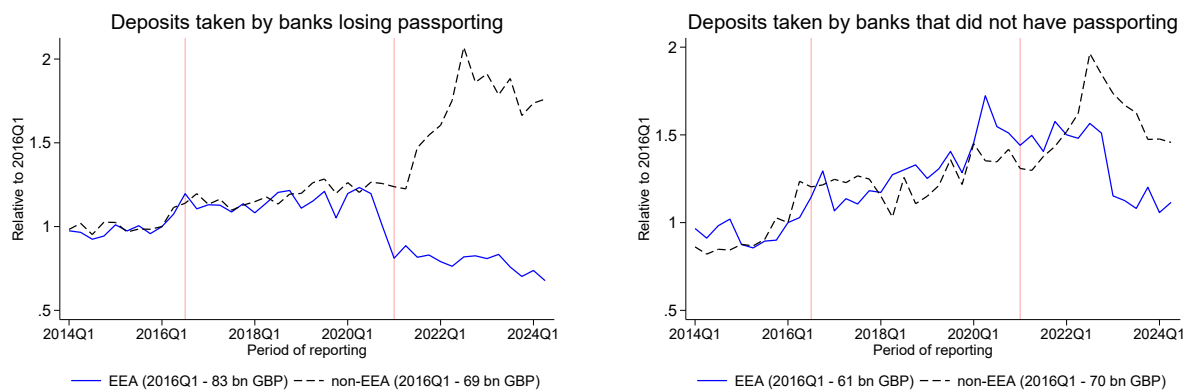 Deposits taken by banks losing passporting
Relative to 2016Q1
2
1.5
1
.5
2014Q1 2016Q1 2018Q1 2020Q1 2022Q1 2024Q1
Period of reporting
EEA (2016Q1 - 83 bn GBP) non-EEA (2016Q1 - 69 bn GBP)
Deposits taken by banks that did not have passporting
Relative to 2016Q1
2
1.5
1
.5
2014Q1 2016Q1 2018Q1 2020Q1 2022Q1 2024Q1
Period of reporting
EEA (2016Q1 - 61 bn GBP) non-EEA (2016Q1 - 70 bn GBP)